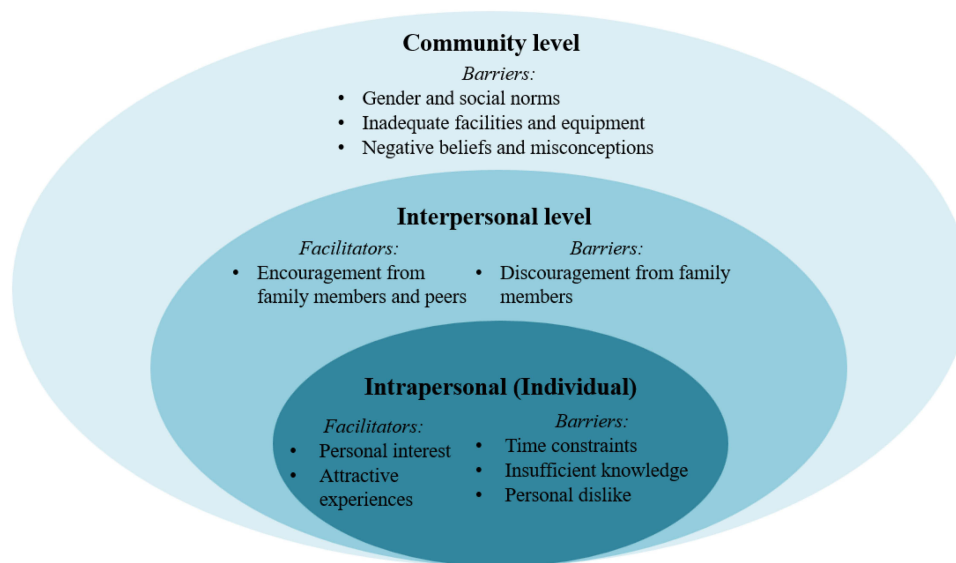 Community level
Barriers:
• Gender and social norms
• Inadequate facilities and equipment
• Negative beliefs and misconceptions
Interpersonal level
Facilitators:
• Encouragement from
family members and peers
Barriers:
• Discouragement from family
members
Intrapersonal (Individual)
Facilitators:
• Personal interest
• Attractive
experiences
Barriers:
• Time constraints
• Insufficient knowledge
• Personal dislike